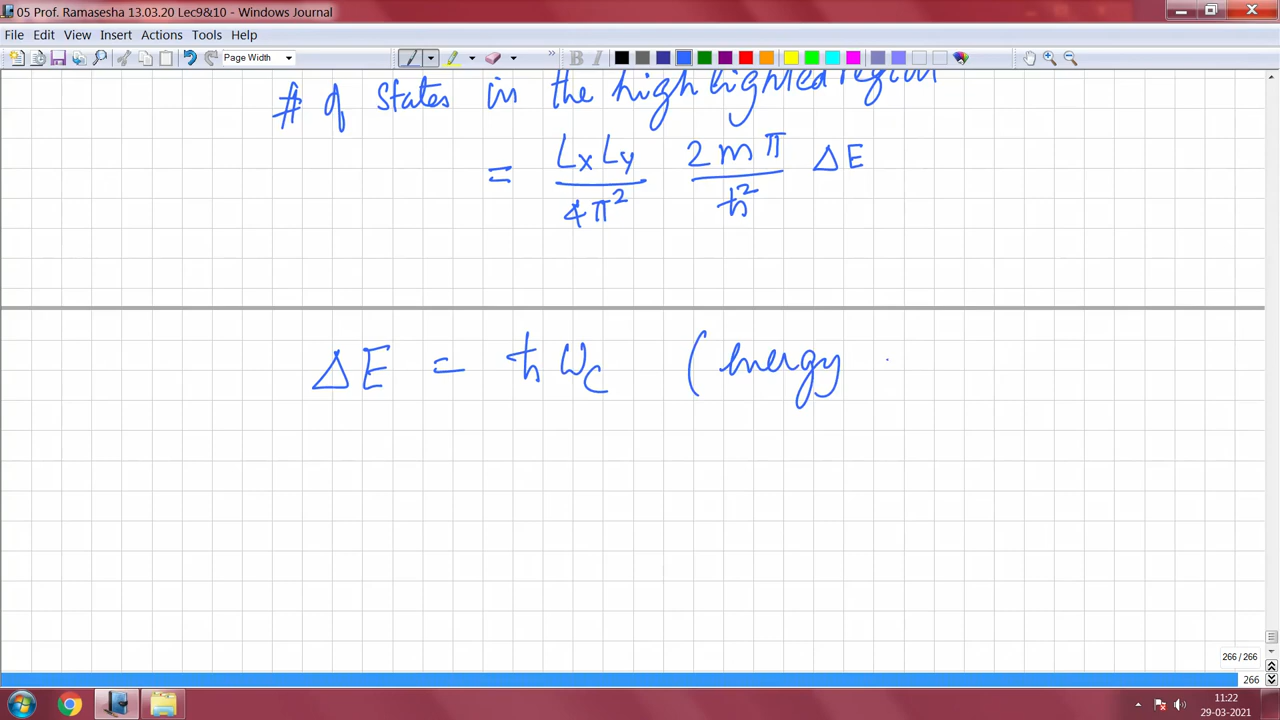 05 Prof. Ramasesha 13.03.20 Lec9&10 - Windows Journal
File Edit View Insert Actions Tools Help
Page Width » B I
# of states in the highlighted region
= LxLy/4π² 2mπ/ħ² ΔE
ΔE = ħωc (energy
266 / 266
266
11:22
29-03-2021